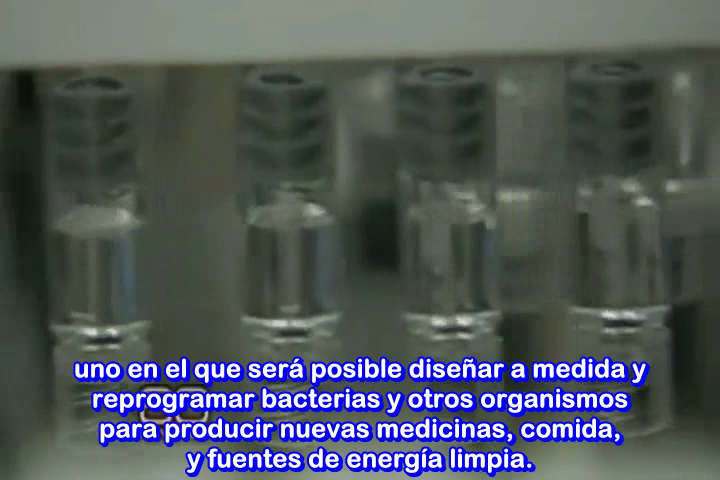 uno en el que será posible diseñar a medida y
reprogramar bacterias y otros organismos
para producir nuevas medicinas, comida,
y fuentes de energía limpia.